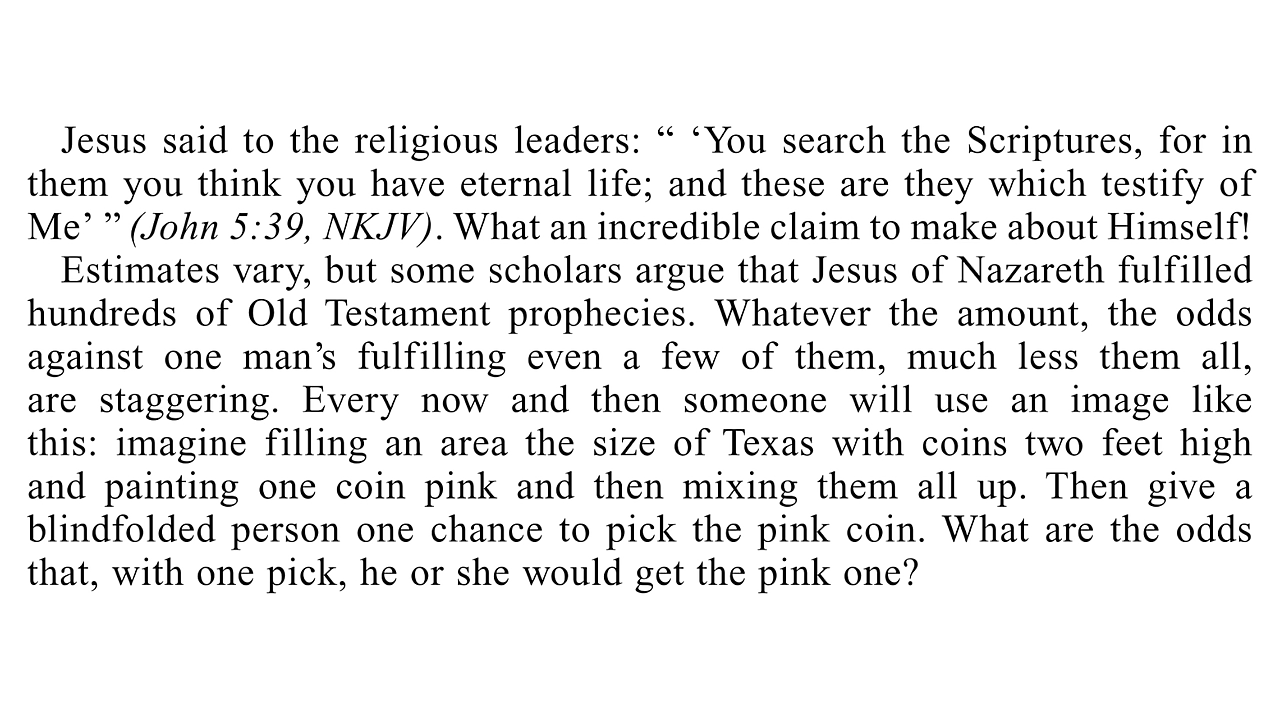 Jesus said to the religious leaders: “ ‘You search the Scriptures, for in
them you think you have eternal life; and these are they which testify of
Me’ ” (John 5:39, NKJV). What an incredible claim to make about Himself!
Estimates vary, but some scholars argue that Jesus of Nazareth fulfilled
hundreds of Old Testament prophecies. Whatever the amount, the odds
against one man’s fulfilling even a few of them, much less them all,
are staggering. Every now and then someone will use an image like
this: imagine filling an area the size of Texas with coins two feet high
and painting one coin pink and then mixing them all up. Then give a
blindfolded person one chance to pick the pink coin. What are the odds
that, with one pick, he or she would get the pink one?